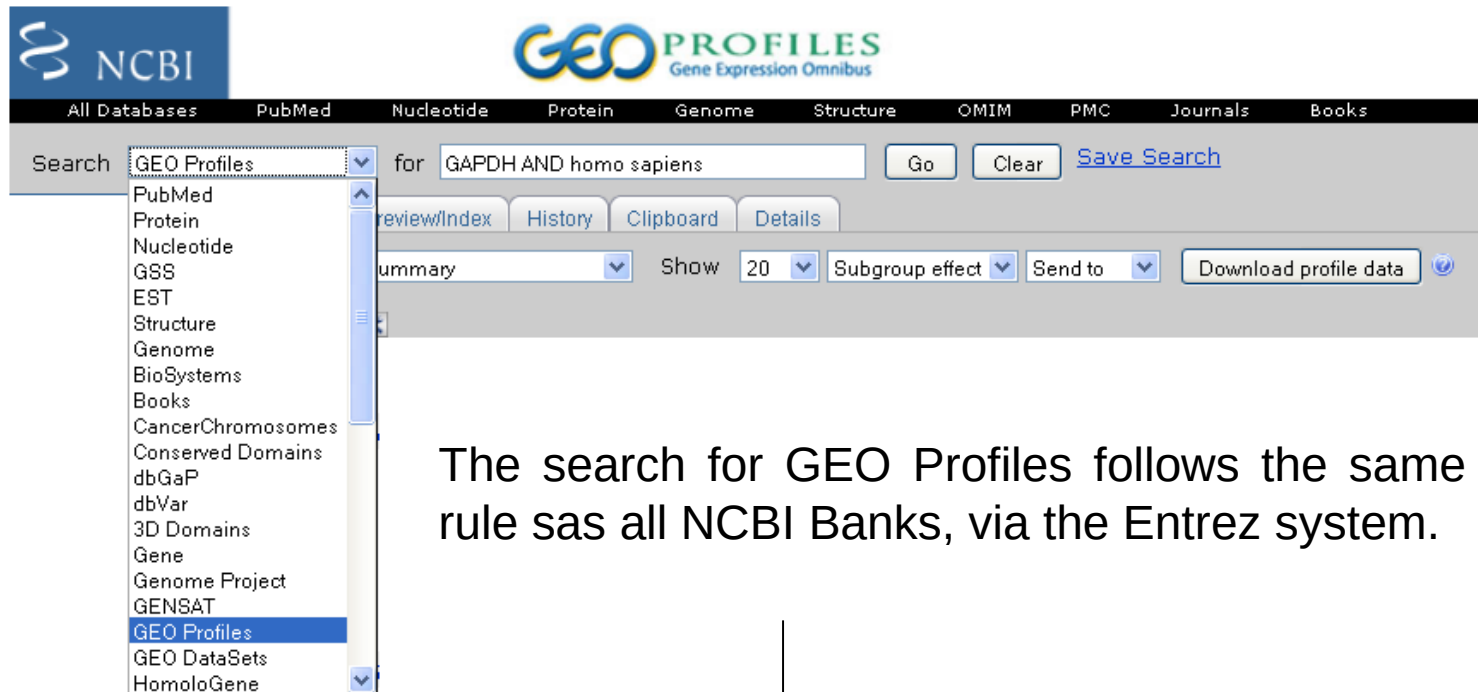 NCBI
GEO PROFILES
Gene Expression Omnibus
All Databases PubMed Nucleotide Protein Genome Structure OMIM PMC Journals Books
Search GEO Profiles for GAPDH AND homo sapiens Go Clear Save Search
review/Index History Clipboard Details
ummary Show 20 Subgroup effect Send to Download profile data
PubMed
Protein
Nucleotide
GSS
EST
Structure
Genome
BioSystems
Books
CancerChromosomes
Conserved Domains
dbGaP
dbVar
3D Domains
Gene
Genome Project
GENSAT
GEO Profiles
GEO DataSets
HomoloGene
The search for GEO Profiles follows the same
rule sas all NCBI Banks, via the Entrez system.